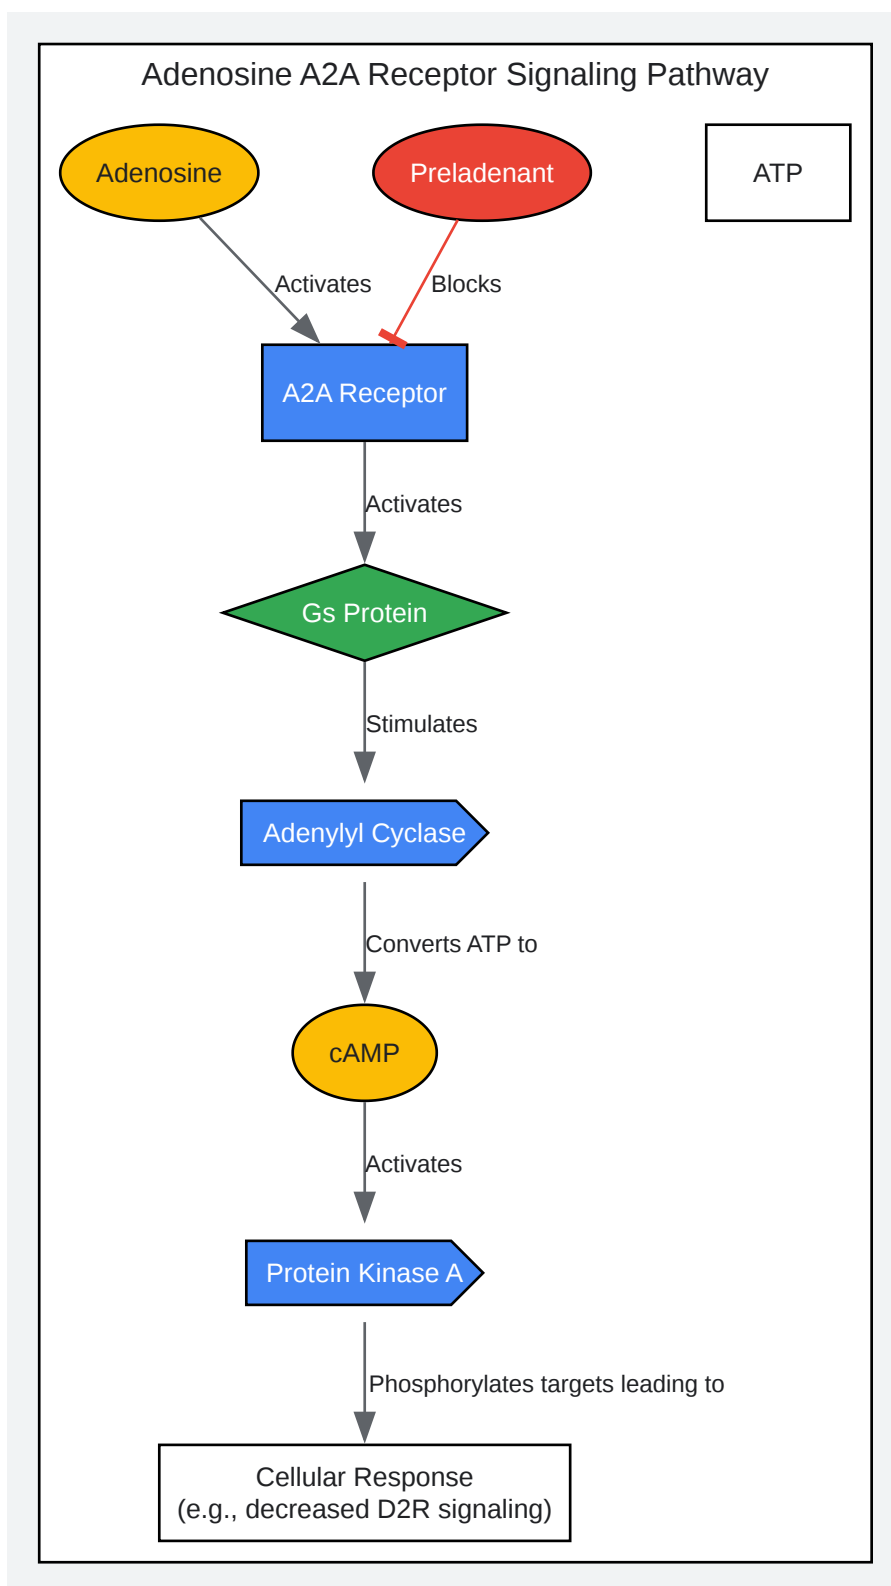 Adenosine A2A Receptor Signaling Pathway
Adenosine
Preladenant
ATP
Activates
Blocks
A2A Receptor
Activates
Gs Protein
Stimulates
Adenylyl Cyclase
Converts ATP to
cAMP
Activates
Protein Kinase A
Phosphorylates targets leading to
Cellular Response
(e.g., decreased D2R signaling)